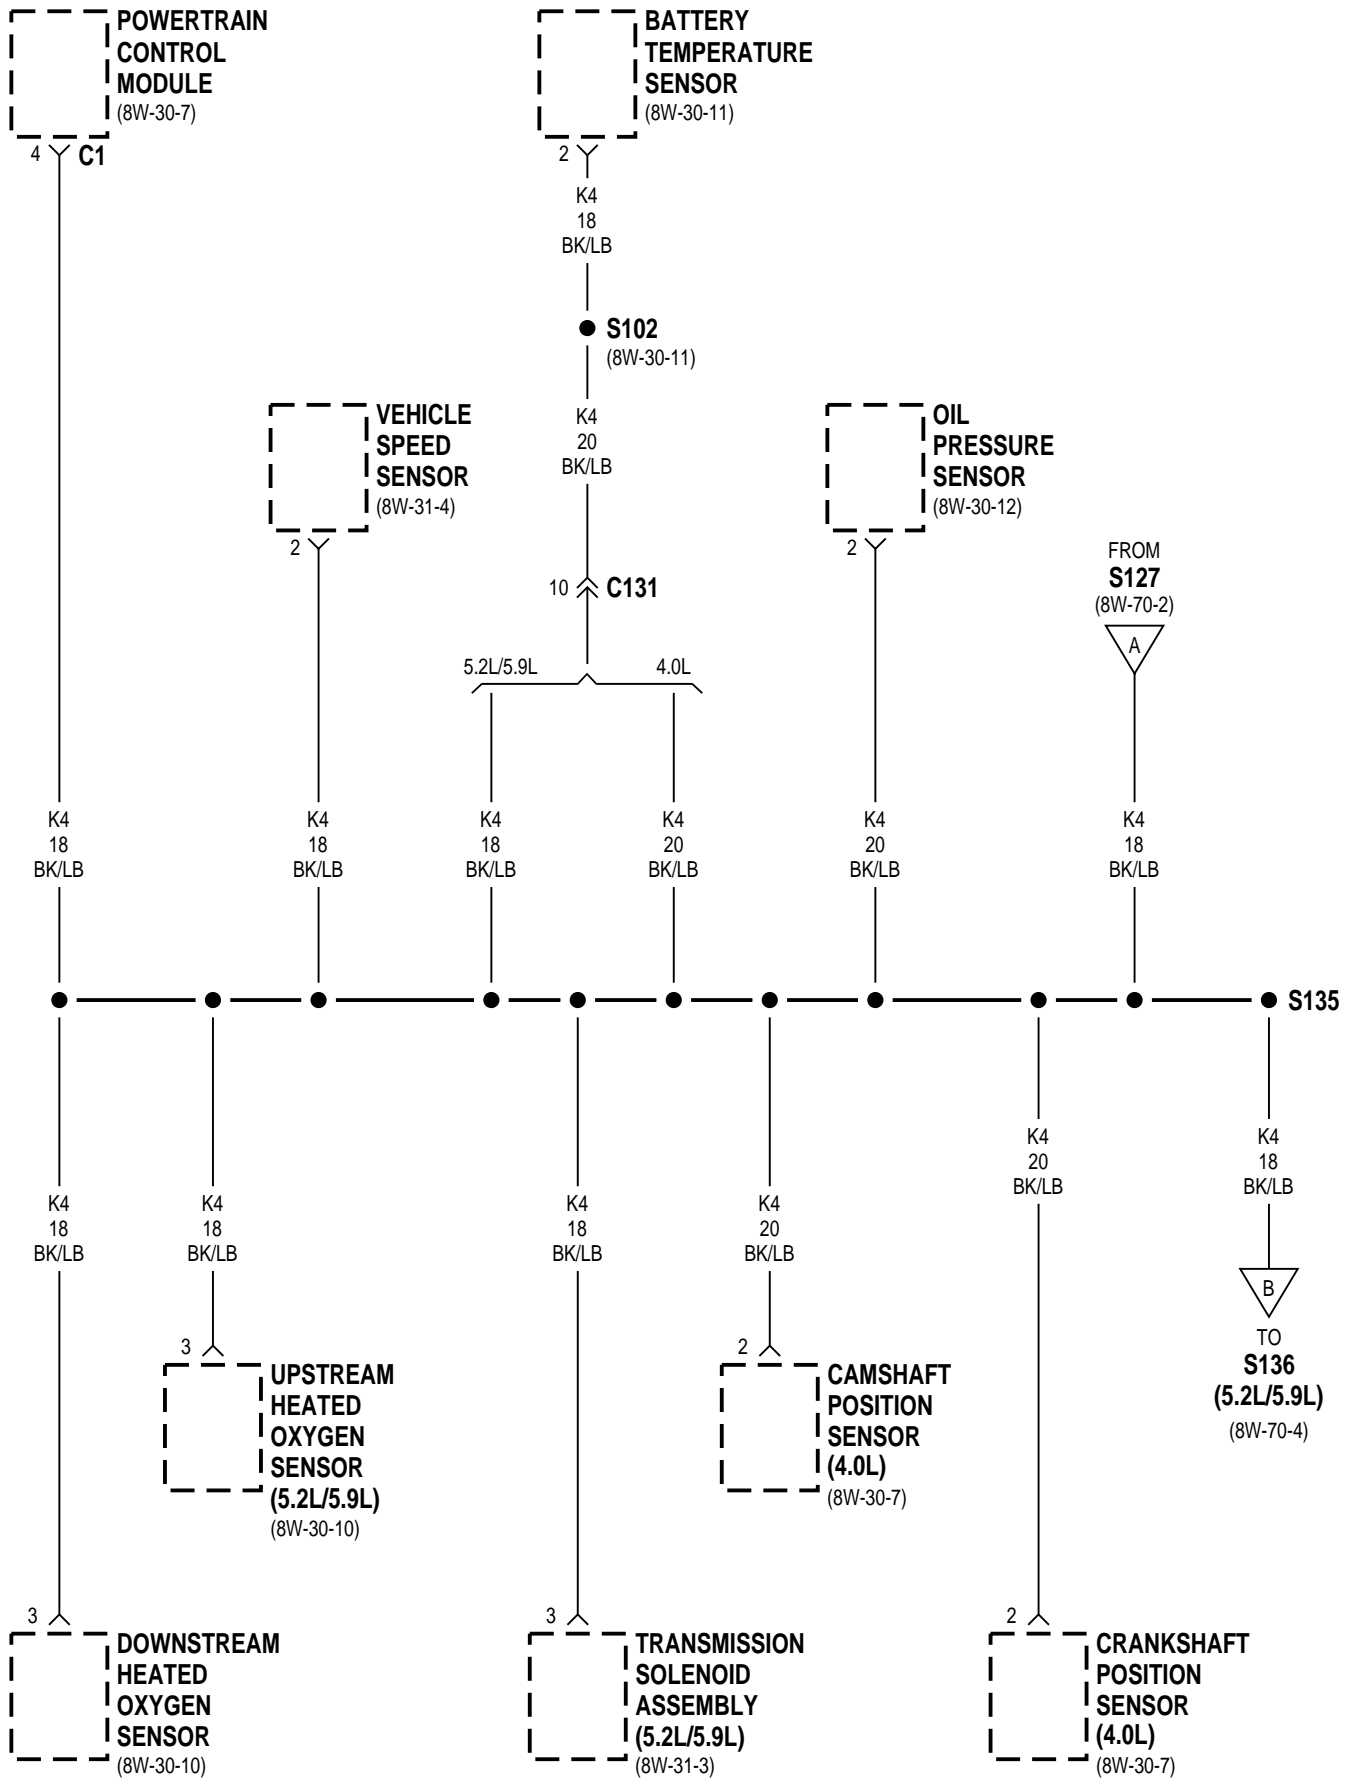 POWERTRAIN
CONTROL
MODULE
(8W-30-7)
4
C1
BATTERY
TEMPERATURE
SENSOR
(8W-30-11)
2
K4
18
BK/LB
S102
(8W-30-11)
K4
20
BK/LB
VEHICLE
SPEED
SENSOR
(8W-31-4)
2
OIL
PRESSURE
SENSOR
(8W-30-12)
2
10
C131
FROM
S127
(8W-70-2)
A
5.2L/5.9L
4.0L
K4
18
BK/LB
K4
18
BK/LB
K4
18
BK/LB
K4
20
BK/LB
K4
20
BK/LB
K4
18
BK/LB
S135
K4
18
BK/LB
K4
18
BK/LB
K4
18
BK/LB
K4
20
BK/LB
K4
20
BK/LB
K4
18
BK/LB
B
TO
S136
(5.2L/5.9L)
(8W-70-4)
3
UPSTREAM
HEATED
OXYGEN
SENSOR
(5.2L/5.9L)
(8W-30-10)
2
CAMSHAFT
POSITION
SENSOR
(4.0L)
(8W-30-7)
3
DOWNSTREAM
HEATED
OXYGEN
SENSOR
(8W-30-10)
3
TRANSMISSION
SOLENOID
ASSEMBLY
(5.2L/5.9L)
(8W-31-3)
2
CRANKSHAFT
POSITION
SENSOR
(4.0L)
(8W-30-7)